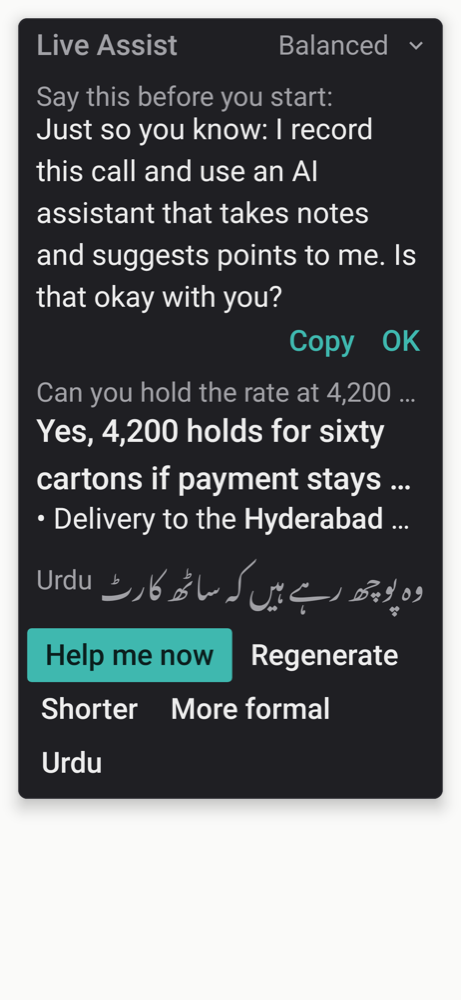 Live Assist
Balanced
Say this before you start:
Just so you know: I record
this call and use an AI
assistant that takes notes
and suggests points to me. Is
that okay with you?
Copy OK
Can you hold the rate at 4,200 ...
Yes, 4,200 holds for sixty
cartons if payment stays ...
• Delivery to the Hyderabad ...
Urdu وہ پوچھ رہے ہیں کہ ساٹھ کارٹ
Help me now Regenerate
Shorter More formal
Urdu